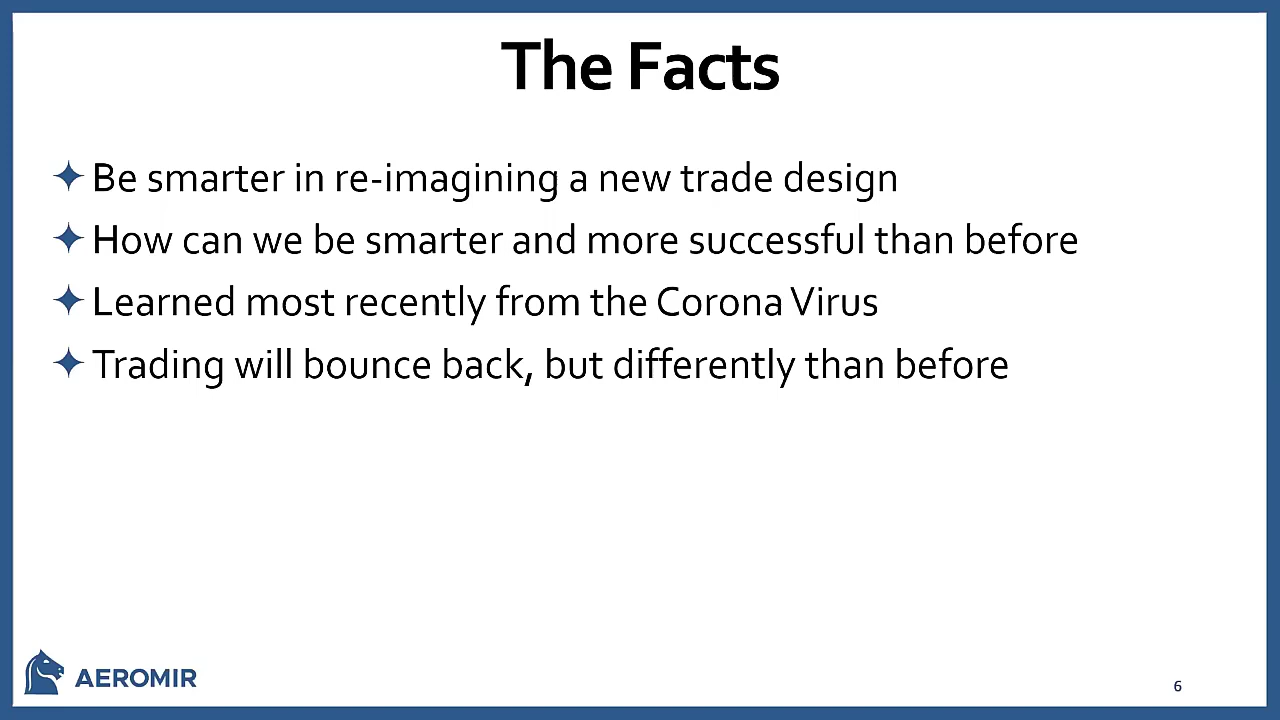 The Facts
Be smarter in re-imagining a new trade design
How can we be smarter and more successful than before
Learned most recently from the Corona Virus
Trading will bounce back, but differently than before
AEROMIR
6